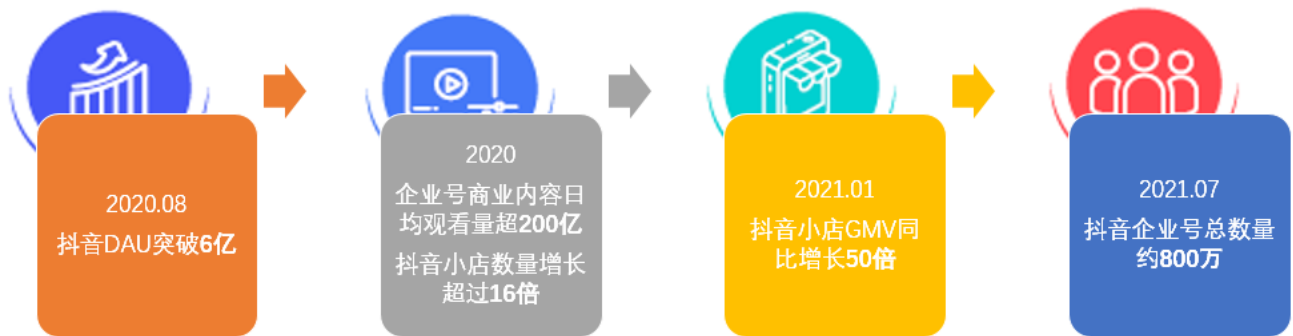 2020.08
抖音DAU突破6亿
2020
企业号商业内容日
均观看量超200亿
抖音小店数量增长
超过16倍
2021.01
抖音小店GMV同
比增长50倍
2021.07
抖音企业号总数量
约800万